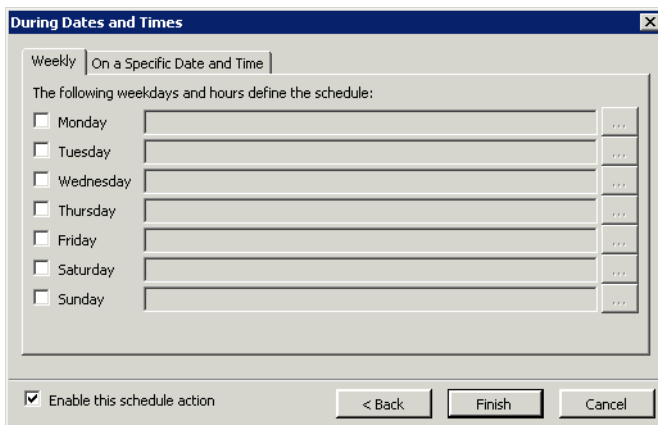 During Dates and Times
Weekly On a Specific Date and Time
The following weekdays and hours define the schedule:
Monday ...
Tuesday ...
Wednesday ...
Thursday ...
Friday ...
Saturday ...
Sunday ...
Enable this schedule action < Back Finish Cancel